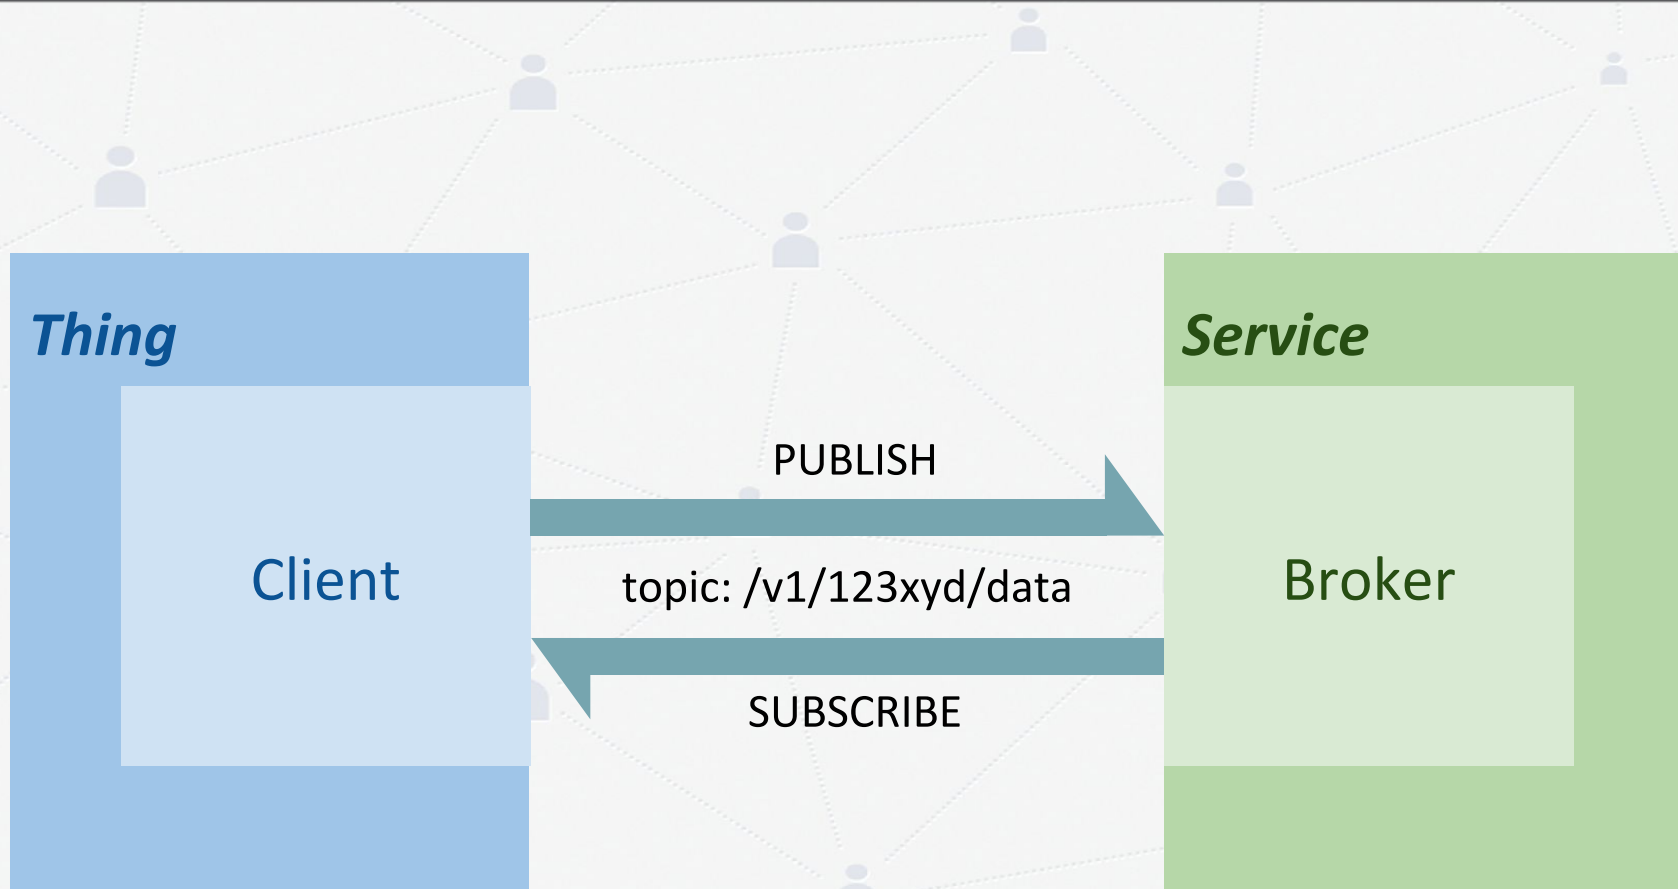 Thing
Service
PUBLISH
Client
topic: /v1/123xyd/data
Broker
SUBSCRIBE